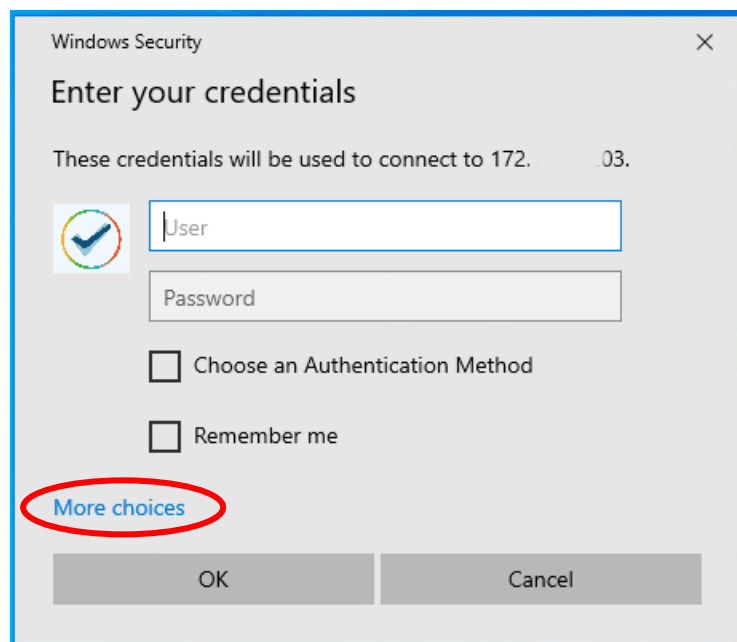 Windows Security
Enter your credentials
These credentials will be used to connect to 172. 03.
User
Password
Choose an Authentication Method
Remember me
More choices
OK Cancel